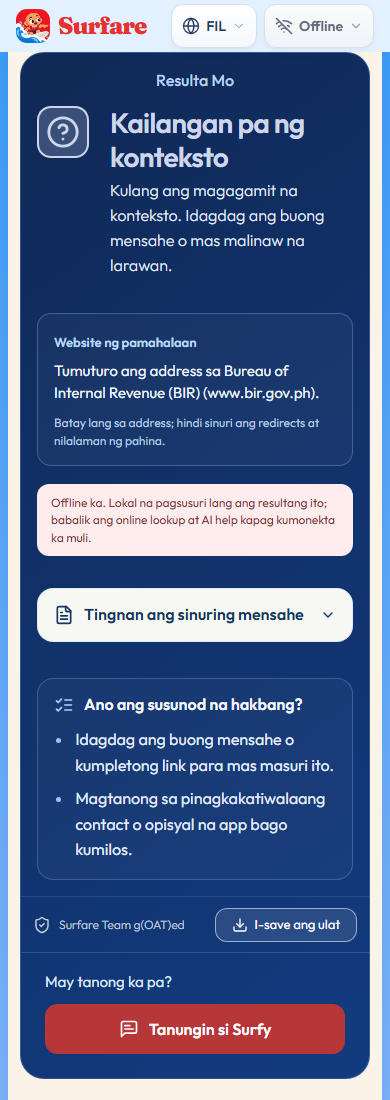 Surfare
FIL
Offline
Resulta Mo
Kailangan pa ng
konteksto
Kulang ang magagamit na
konteksto. Idagdag ang buong
mensahe o mas malinaw na
larawan.
Website ng pamahalaan
Tumuturo ang address sa Bureau of
Internal Revenue (BIR) (www.bir.gov.ph).
Batay lang sa address; hindi sinuri ang redirects at
nilalaman ng pahina.
Offline ka. Lokal na pagsusuri lang ang resultang ito;
babalik ang online lookup at AI help kapag kumonekta
ka muli.
Tingnan ang sinuring mensahe
Ano ang susunod na hakbang?
Idagdag ang buong mensahe o
kumpletong link para mas masuri ito.
Magtanong sa pinagkakatiwalaang
contact o opisyal na app bago
kumilos.
Surfare Team g(OAT)ed
I-save ang ulat
May tanong ka pa?
Tanungin si Surfy